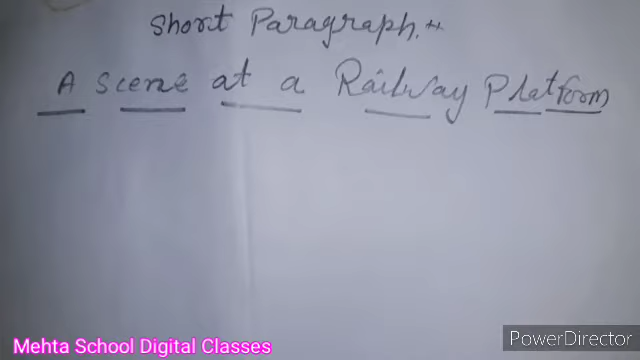 Short Paragraph.**
A Scene at a Railway Platform
Mehta School Digital Classes
PowerDirector